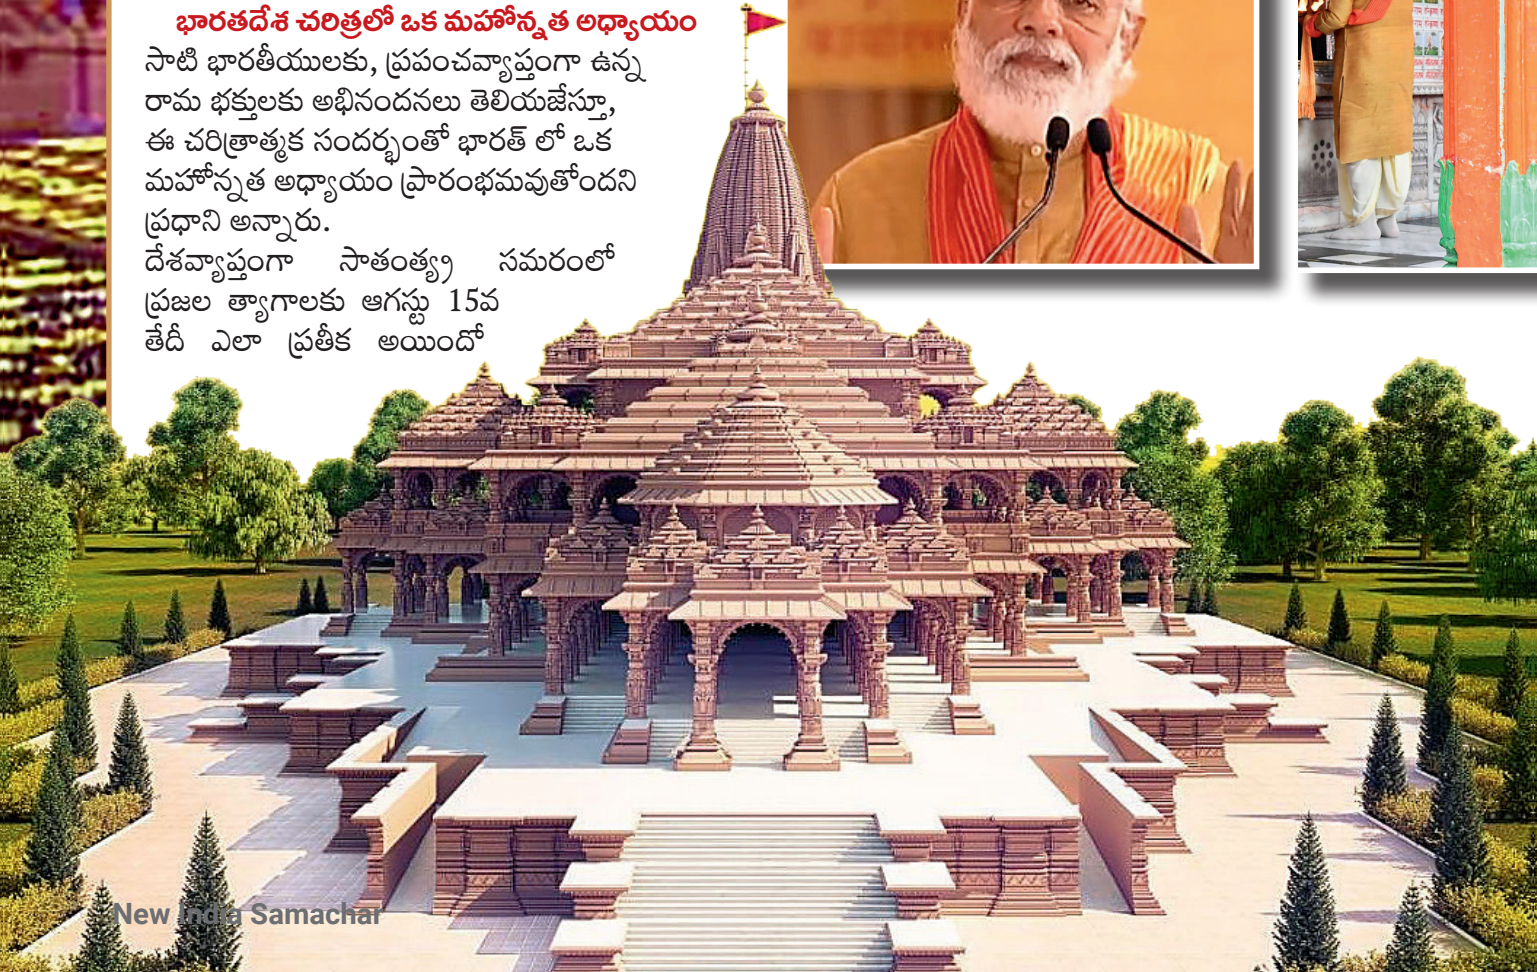 భారతదేశ చరిత్రలో ఒక మహోన్నత అధ్యాయం
సాటి భారతీయులకు, ప్రపంచవ్యాప్తంగా ఉన్న
రామ భక్తులకు అభినందనలు తెలియజేస్తూ,
ఈ చరిత్రాత్మక సందర్భంతో భారత్ లో ఒక
మహోన్నత అధ్యాయం ప్రారంభమవుతోందని
ప్రధాని అన్నారు.
దేశవ్యాప్తంగా సాతంత్య్ర సమరంలో
ప్రజల త్యాగాలకు ఆగస్టు 15వ
తేదీ ఎలా ప్రతీక అయిందో
New India Samachar